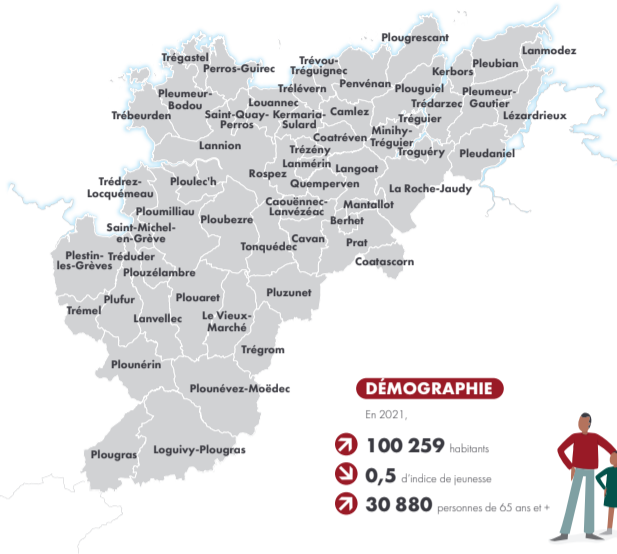 Plougrescant
Lanmodez
Trégastel
Perros-Guirec
Trévou-
Tréguignec
Pleubian
Kerbors
Penvénan
Plouguiel
Pleumeur-
Bodou
Trélévern
Pleumeur-
Gautier
Louannec
Trédarzec
Trébeurden
Saint-Quay-
Perros
Kermaria-
Sulard
Camlez
Tréguier
Lézardrieux
Minihy-
Tréguier
Coatréven
Lannion
Trézény
Troguéry
Pleudaniel
Lanmérin
Langoat
Rospez
Quemperven
La Roche-Jaudy
Trédrez-
Locquémeau
Ploulec'h
Caouënnec-
Lanvézéac
Mantallot
Ploumilliau
Ploubezre
Berhet
Saint-Michel-
en-Grève
Cavan
Prat
Tonquédec
Plestin-
les-Grèves
Tréduder
Coatascorn
Plouzélambre
Plufur
Plouaret
Pluzunet
Trémel
Lanvellec
Le Vieux-
Marché
Trégrom
Plounérin
Plounévez-Moëdec
Plougras
Loguivy-Plougras
DÉMOGRAPHIE
En 2021,
100 259 habitants
0,5 d'indice de jeunesse
30 880 personnes de 65 ans et +